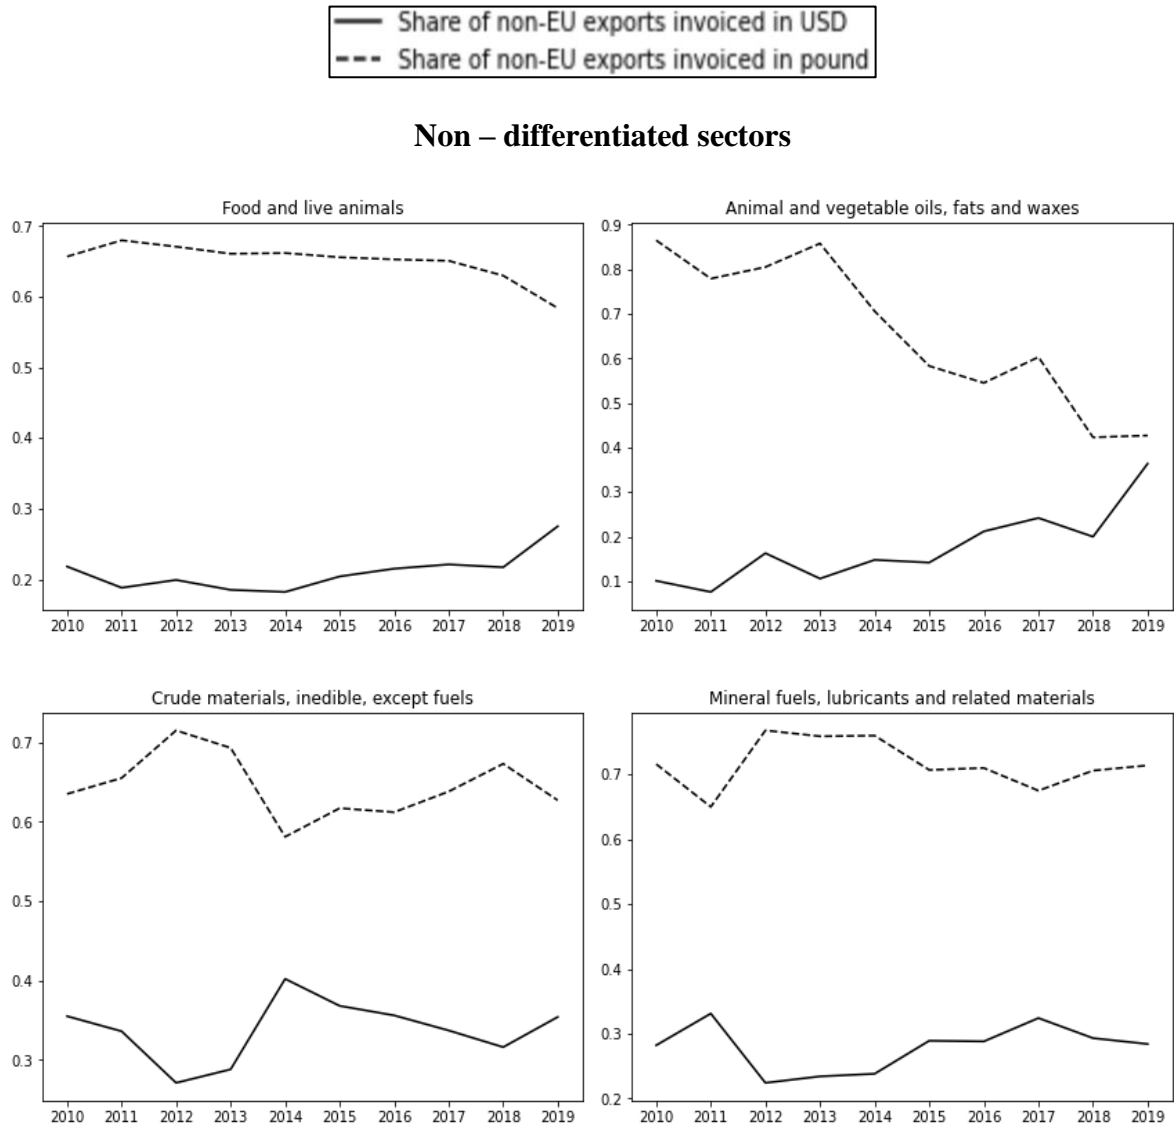 Share of non-EU exports invoiced in USD
Share of non-EU exports invoiced in pound
Non – differentiated sectors
Food and live animals
0.7
0.6
0.5
0.4
0.3
0.2
2010 2011 2012 2013 2014 2015 2016 2017 2018 2019
Animal and vegetable oils, fats and waxes
0.9
0.8
0.7
0.6
0.5
0.4
0.3
0.2
0.1
2010 2011 2012 2013 2014 2015 2016 2017 2018 2019
Crude materials, inedible, except fuels
0.7
0.6
0.5
0.4
0.3
2010 2011 2012 2013 2014 2015 2016 2017 2018 2019
Mineral fuels, lubricants and related materials
0.7
0.6
0.5
0.4
0.3
0.2
2010 2011 2012 2013 2014 2015 2016 2017 2018 2019